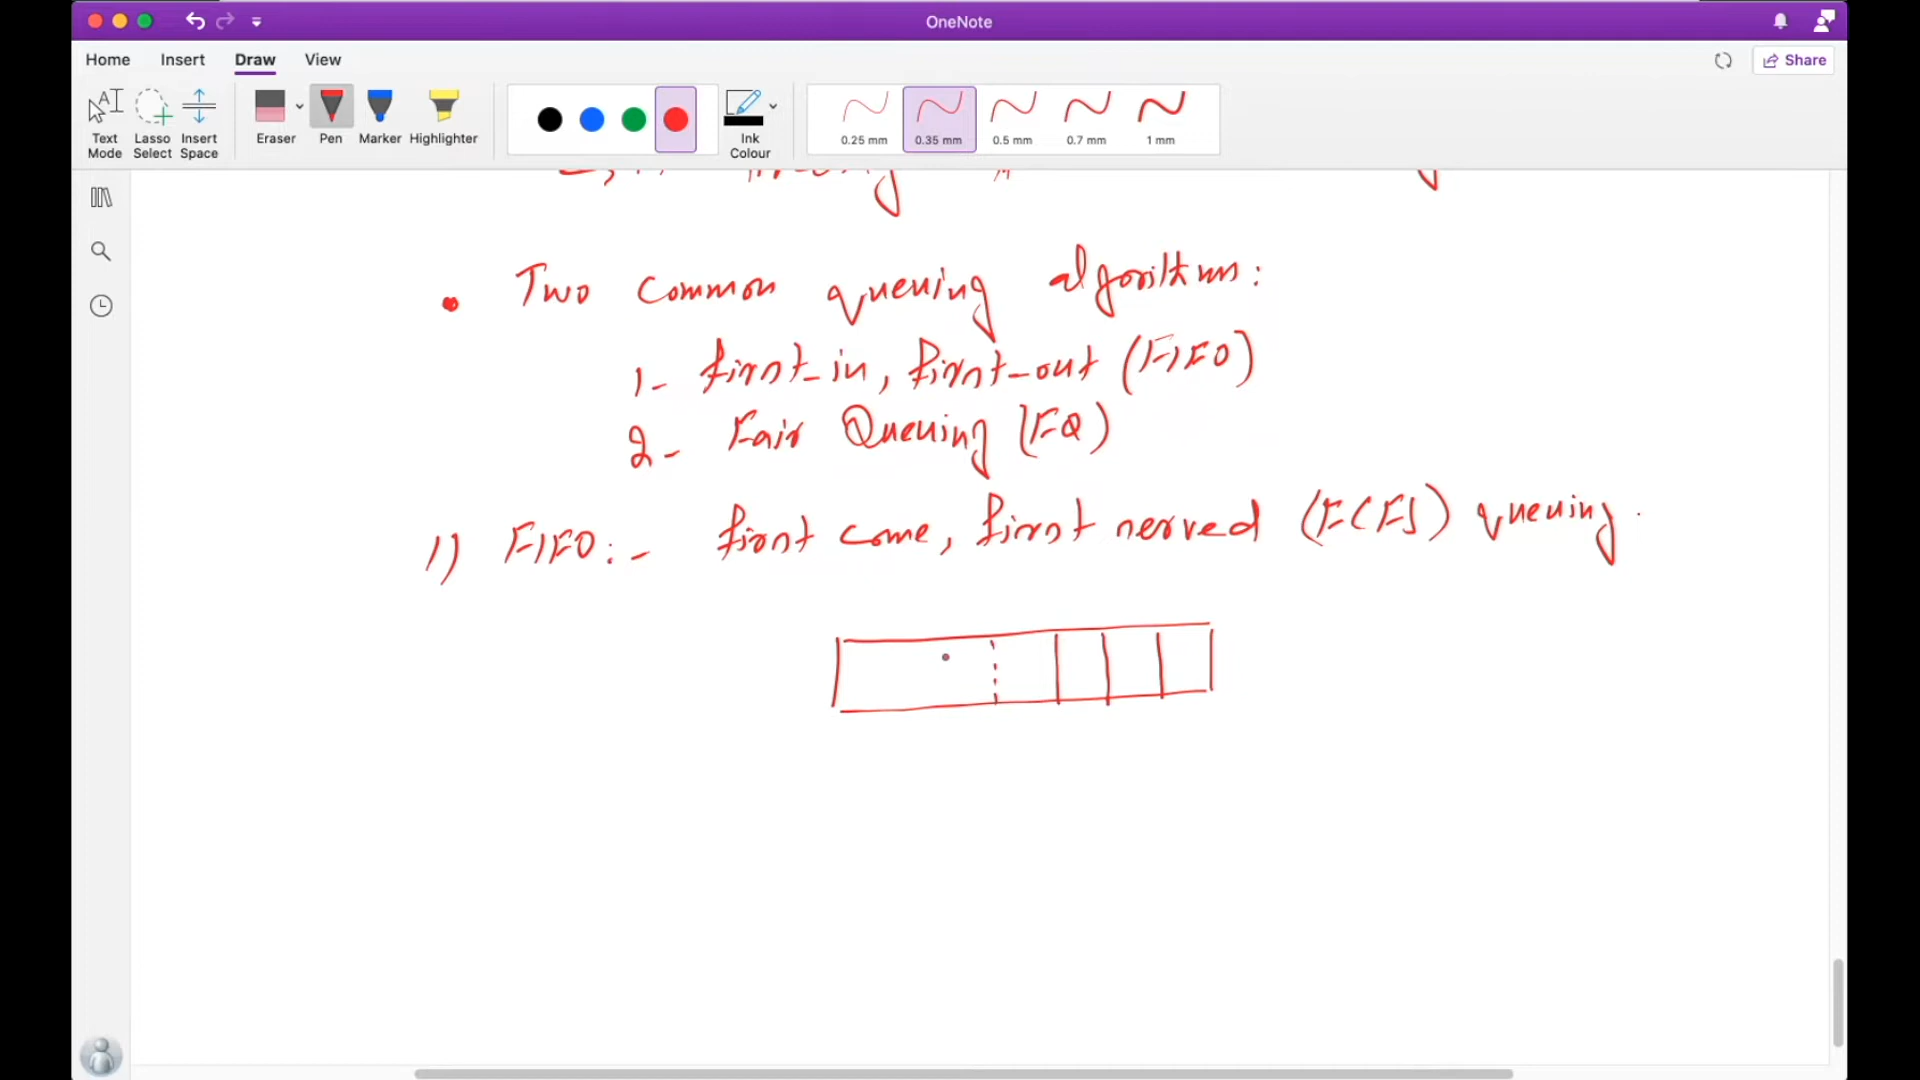 OneNote
Home Insert Draw View
Share
Text Mode Lasso Select Insert Space Eraser Pen Marker Highlighter Ink Colour 0.25 mm 0.35 mm 0.5 mm 0.7 mm 1 mm
• Two common queuing algorithms:
1- first-in, first-out (FIFO)
2- Fair Queuing (FQ)
1) FIFO:- first come, first served (FCFS) queuing.